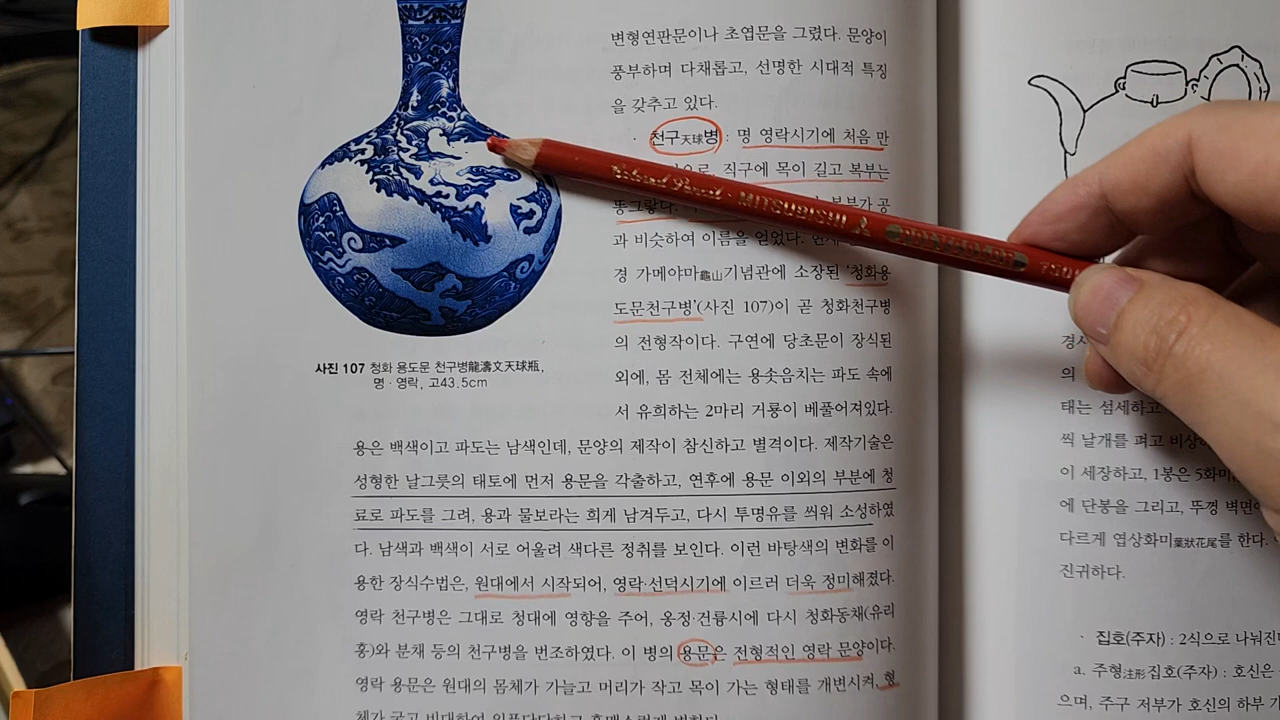 변형연판문이나 초엽문을 그렸다. 문양이
풍부하며 다채롭고, 선명한 시대적 특징
을 갖추고 있다.
· 천구天球병 : 명 영락시기에 처음 만
으로, 직구에 목이 길고 복부는
똥그랗다. 복부가 공
과 비슷하여 이름을 얻었다.
경 가메야마龜山기념관에 소장된 '청화용
도문천구병'(사진 107)이 곧 청화천구병
의 전형작이다. 구연에 당초문이 장식된
외에, 몸 전체에는 용솟음치는 파도 속에
서 유희하는 2마리 거룡이 베풀어져있다.
사진 107 청화 용도문 천구병龍濤文天球甁,
명 · 영락, 고43.5cm
용은 백색이고 파도는 남색인데, 문양의 제작이 참신하고 별격이다. 제작기술은
성형한 날그릇의 태토에 먼저 용문을 각출하고, 연후에 용문 이외의 부분에 청
료로 파도를 그려, 용과 물보라는 희게 남겨두고, 다시 투명유를 씌워 소성하였
다. 남색과 백색이 서로 어울려 색다른 정취를 보인다. 이런 바탕색의 변화를 이
용한 장식수법은, 원대에서 시작되어, 영락·선덕시기에 이르러 더욱 정미해졌다.
영락 천구병은 그대로 청대에 영향을 주어, 옹정·건륭시에 다시 청화동채(유리
홍)와 분채 등의 천구병을 번조하였다. 이 병의 용문은 전형적인 영락 문양이다.
영락 용문은 원대의 몸체가 가늘고 머리가 작고 목이 가는 형태를 개변시켜, 형
MITSUBISHI
경사
의
태는 섬세하고
씩 날개를 펴고 비상하
이 세장하고, 1봉은 5화미
에 단봉을 그리고, 뚜껑 벽면
다르게 엽상화미葉狀花尾를 한다.
진귀하다.
· 집호(주자) : 2식으로 나눠진
a. 주형注形집호(주자) : 호신은
으며, 주구 저부가 호신의 하부